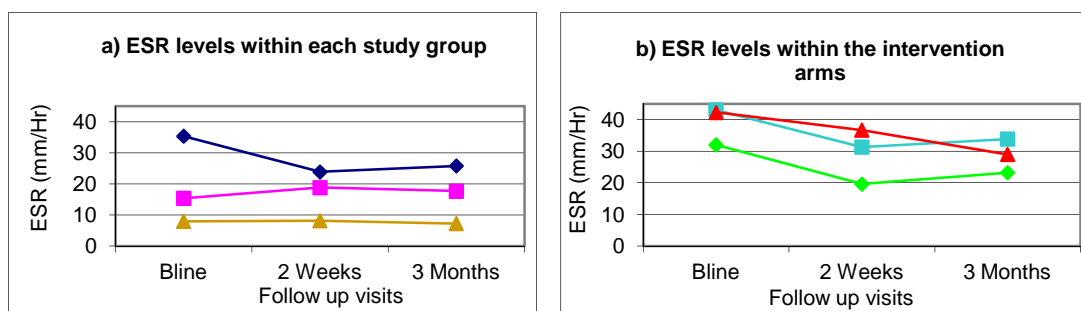 a) ESR levels within each study group
ESR (mm/Hr)
40
30
20
10
0
Bline 2 Weeks 3 Months
Follow up visits
b) ESR levels within the intervention
arms
ESR (mm/Hr)
40
30
20
10
0
Bline 2 Weeks 3 Months
Follow up visits